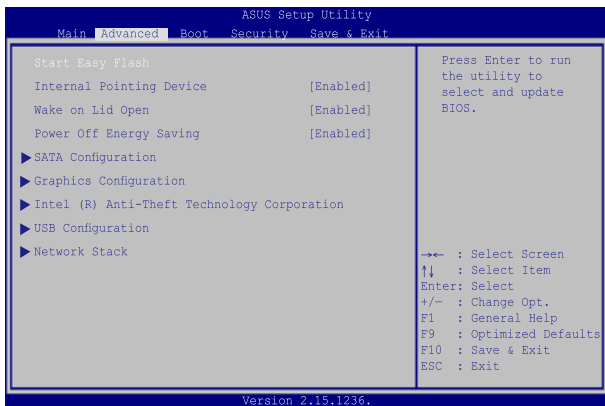 ASUS Setup Utility
Main Advanced Boot Security Save & Exit
Start Easy Flash
Internal Pointing Device [Enabled]
Wake on Lid Open [Enabled]
Power Off Energy Saving [Enabled]
SATA Configuration
Graphics Configuration
Intel (R) Anti-Theft Technology Corporation
USB Configuration
Network Stack
Press Enter to run
the utility to
select and update
BIOS.
→← : Select Screen
↑↓ : Select Item
Enter: Select
+/— : Change Opt.
F1 : General Help
F9 : Optimized Defaults
F10 : Save & Exit
ESC : Exit
Version 2.15.1236.